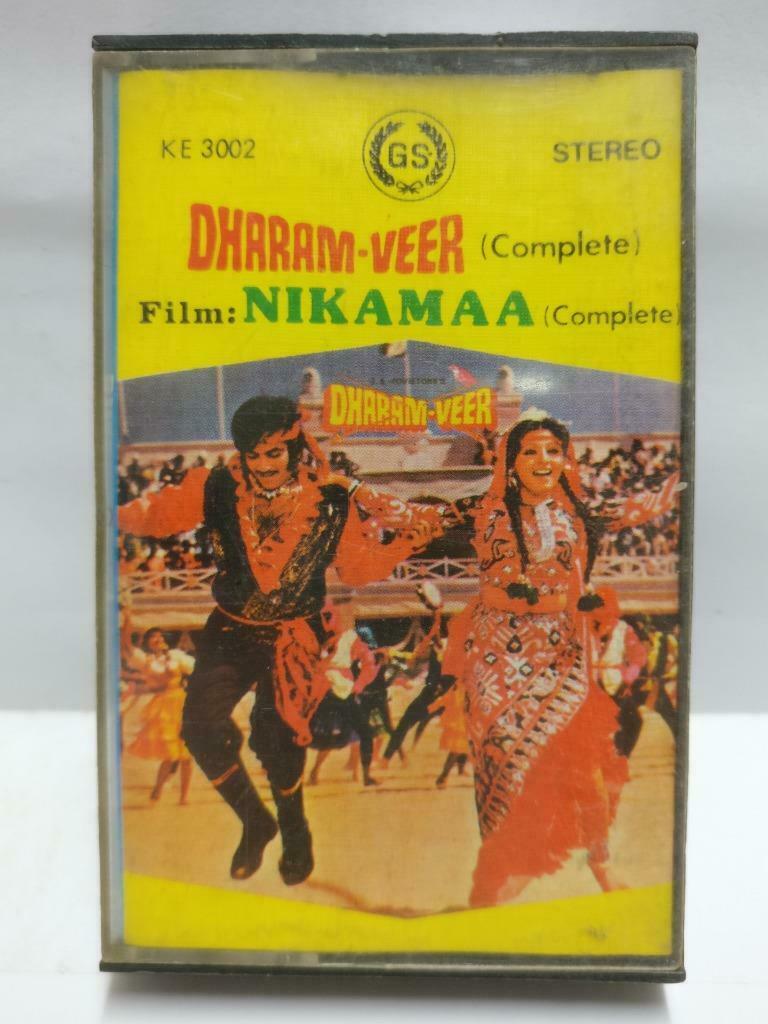 KE 3002
GS
STEREO
DHARAM-VEER (Complete)
Film: NIKAMAA (Complete)
DHARAM-VEER